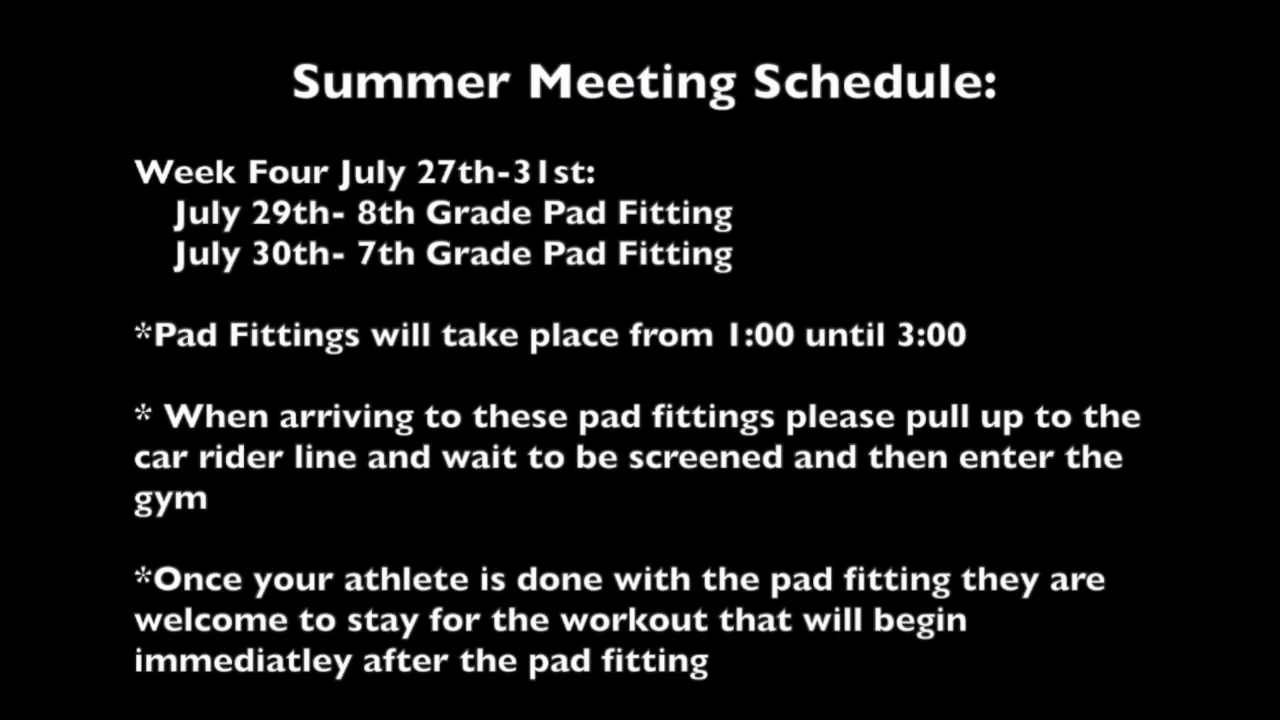 Summer Meeting Schedule:
Week Four July 27th-31st:
July 29th- 8th Grade Pad Fitting
July 30th- 7th Grade Pad Fitting
*Pad Fittings will take place from 1:00 until 3:00
* When arriving to these pad fittings please pull up to the
car rider line and wait to be screened and then enter the
gym
*Once your athlete is done with the pad fitting they are
welcome to stay for the workout that will begin
immediatley after the pad fitting